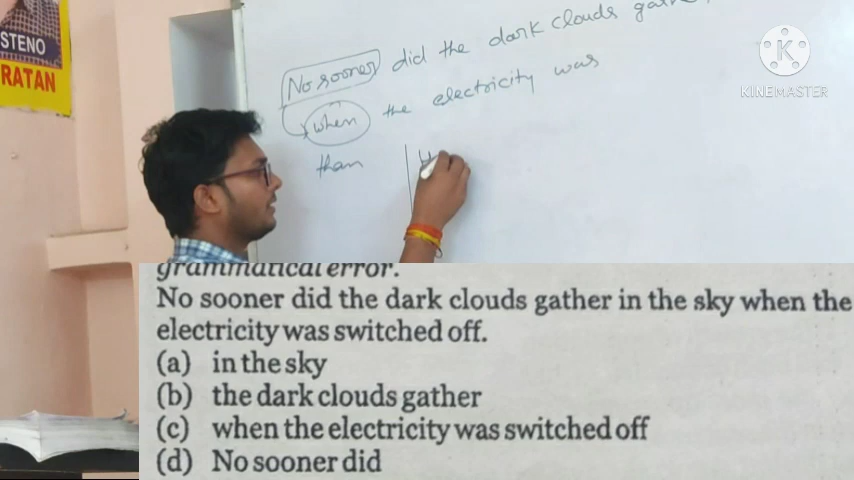 STENO
RATAN
No sooner did the dark clouds
when the electricity was
than
K
KINEMASTER
grammatical error.
No sooner did the dark clouds gather in the sky when the
electricity was switched off.
(a) in the sky
(b) the dark clouds gather
(c) when the electricity was switched off
(d) No sooner did